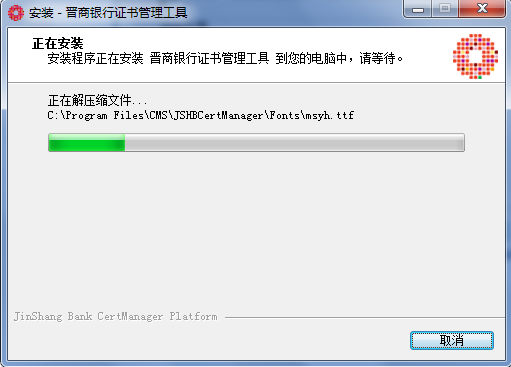 安装 - 晋商银行证书管理工具
正在安装
安装程序正在安装 晋商银行证书管理工具 到您的电脑中，请等待。
正在解压缩文件...
C:\Program Files\CMS\JSHBCertManager\Fonts\msyh.ttf
JinShang Bank CertManager Platform
取消